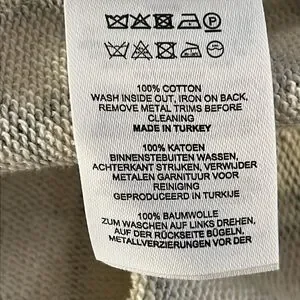 P
100% COTTON
WASH INSIDE OUT, IRON ON BACK,
REMOVE METAL TRIMS BEFORE
CLEANING
MADE IN TURKEY
100% KATOEN
BINNENSTEBUITEN WASSEN,
ACHTERKANT STRIJKEN, VERWIJDER
METALEN GARNITUUR VOOR
REINIGING
GEPRODUCEERD IN TURKIJE
100% BAUMWOLLE
ZUM WASCHEN AUF LINKS DREHEN,
AUF DER RÜCKSEITE BÜGELN,
METALLVERZIERUNGEN VOR DER